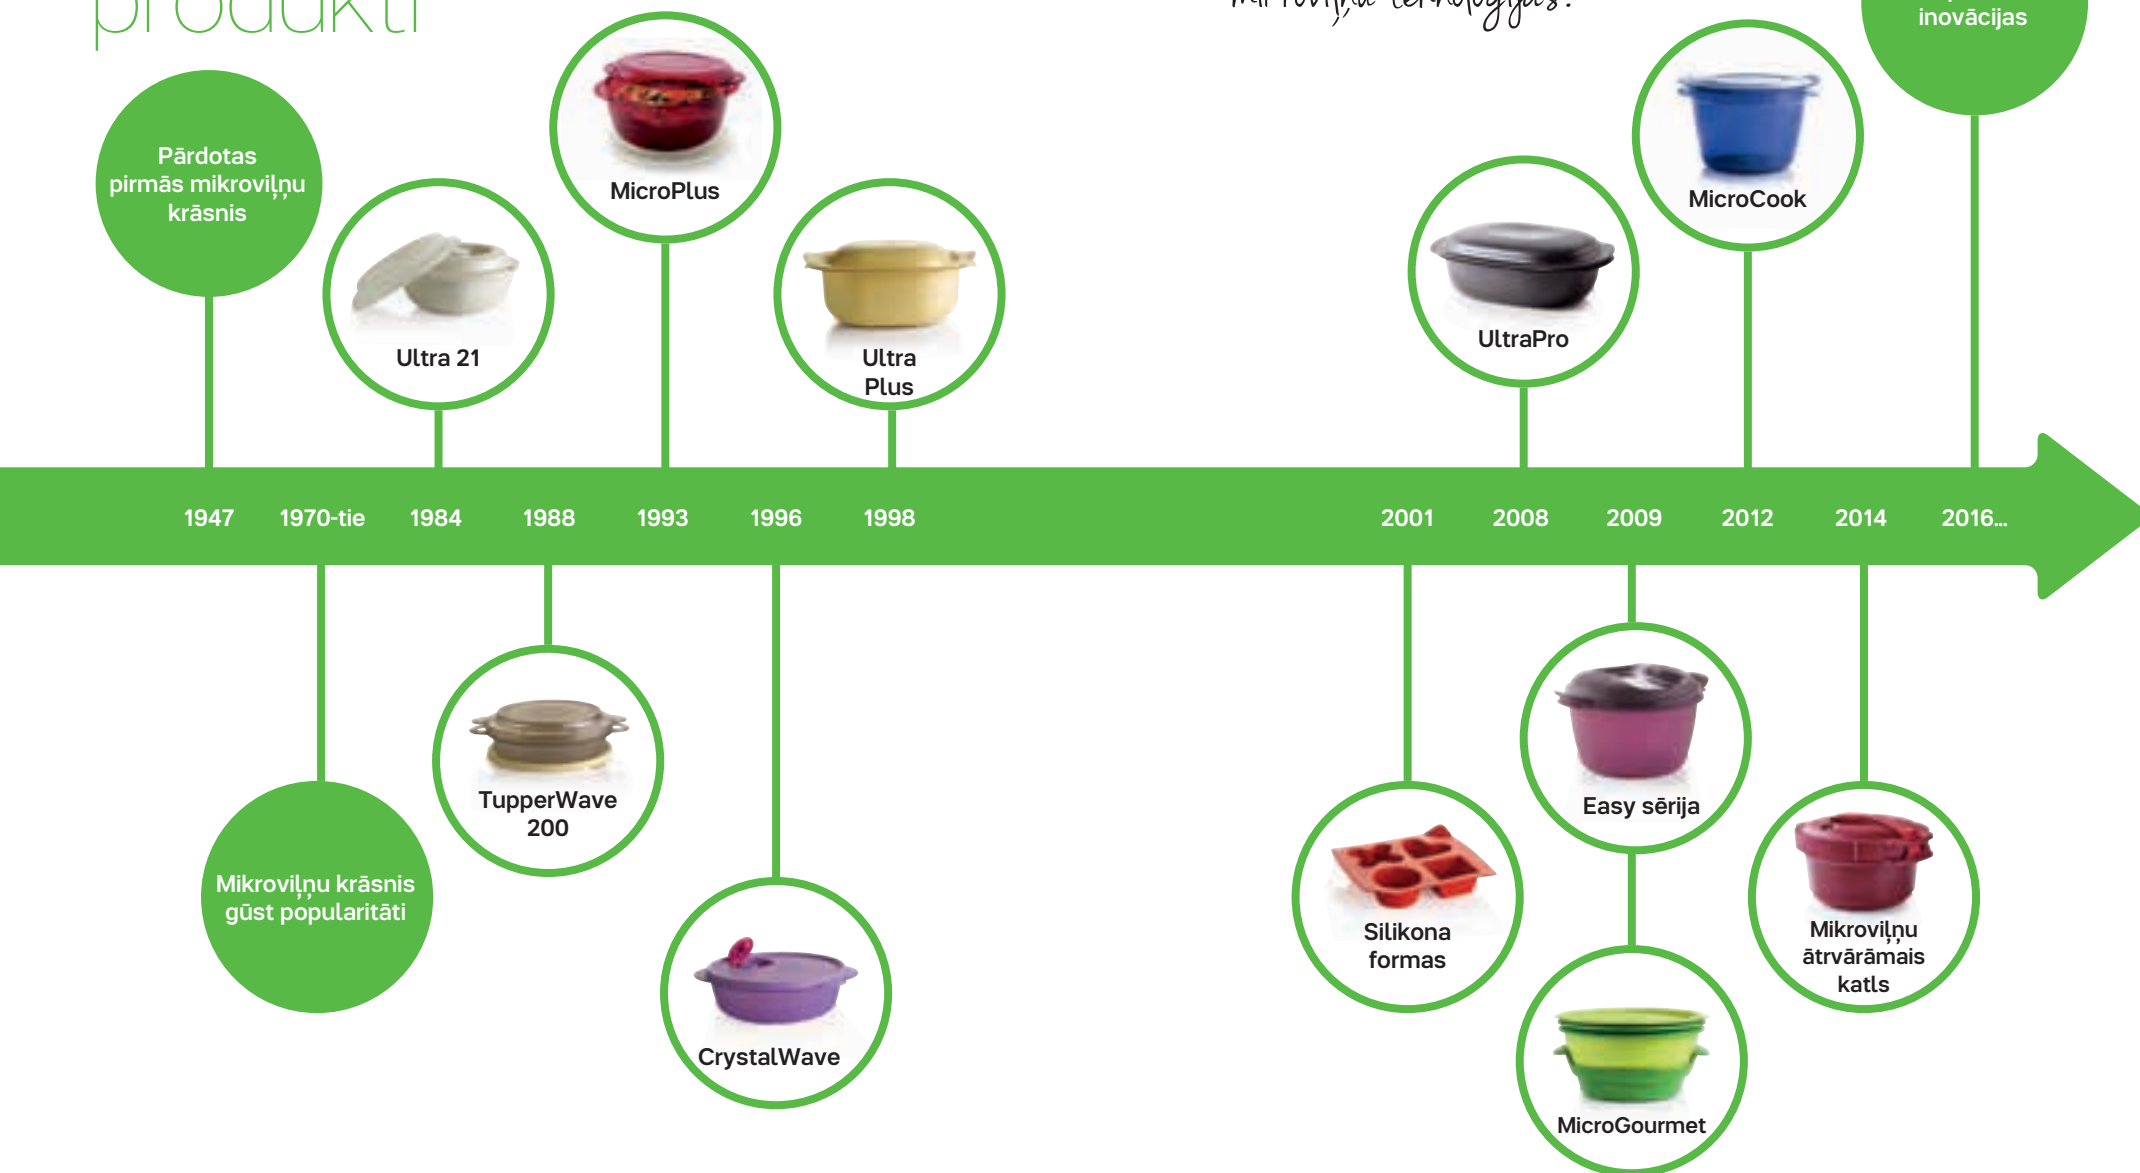 produkti
inovācijas
Pārdotas
pirmās mikroviļņu
krāsnis
Ultra 21
MicroPlus
Ultra
Plus
UltraPro
MicroCook
1947 1970-tie 1984 1988 1993 1996 1998 2001 2008 2009 2012 2014 2016...
Mikroviļņu krāsnis
gūst popularitāti
TupperWave
200
CrystalWave
Silikona
formas
Easy sērija
MicroGourmet
Mikroviļņu
ātrvārāmais
katls